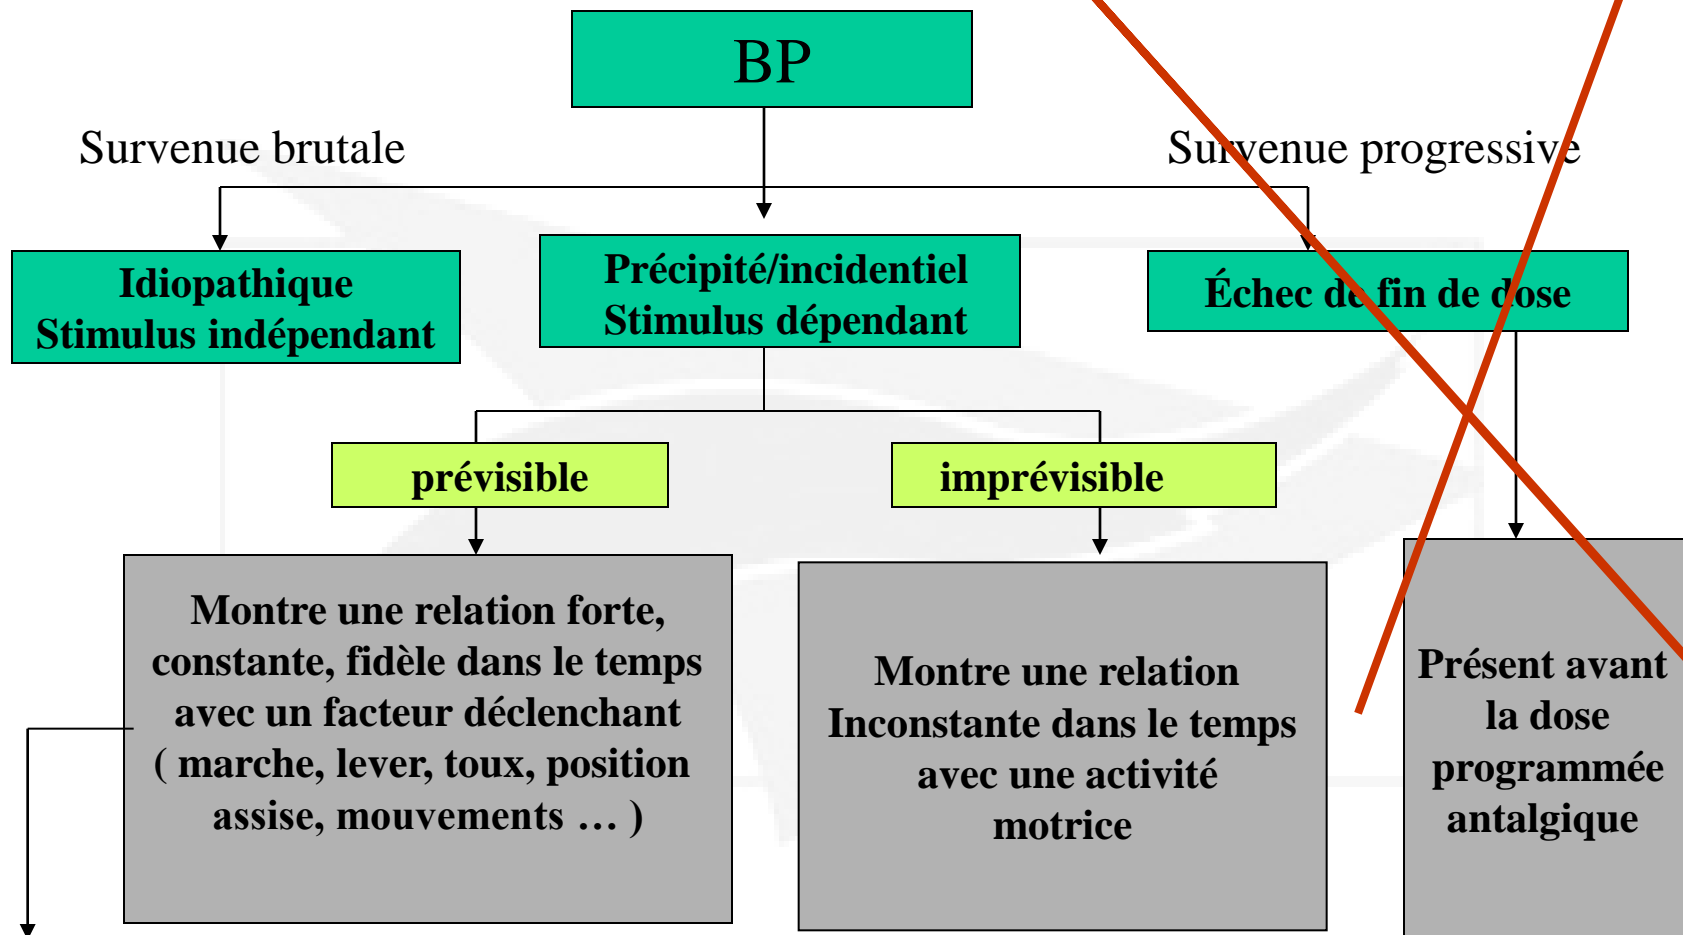 BP
Survenue brutale
Survenue progressive
Idiopathique
Stimulus indépendant
Précipité/incidentiel
Stimulus dépendant
Échec de fin de dose
prévisible
imprévisible
Montre une relation forte,
constante, fidèle dans le temps
avec un facteur déclenchant
( marche, lever, toux, position
assise, mouvements … )
Montre une relation
Inconstante dans le temps
avec une activité
motrice
Présent avant
la dose
programmée
antalgique